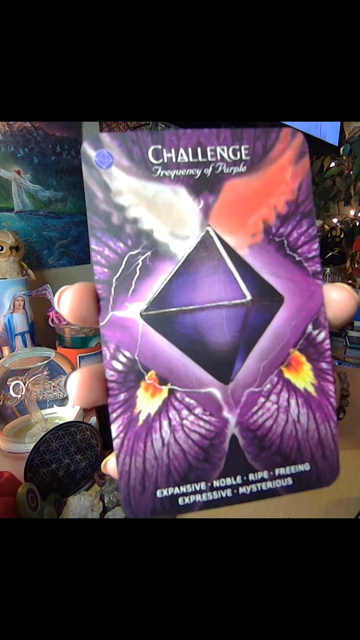 CHALLENGE
Frequency of Purple
EXPANSIVE • NOBLE • RIPE • FREEING
EXPRESSIVE • MYSTERIOUS